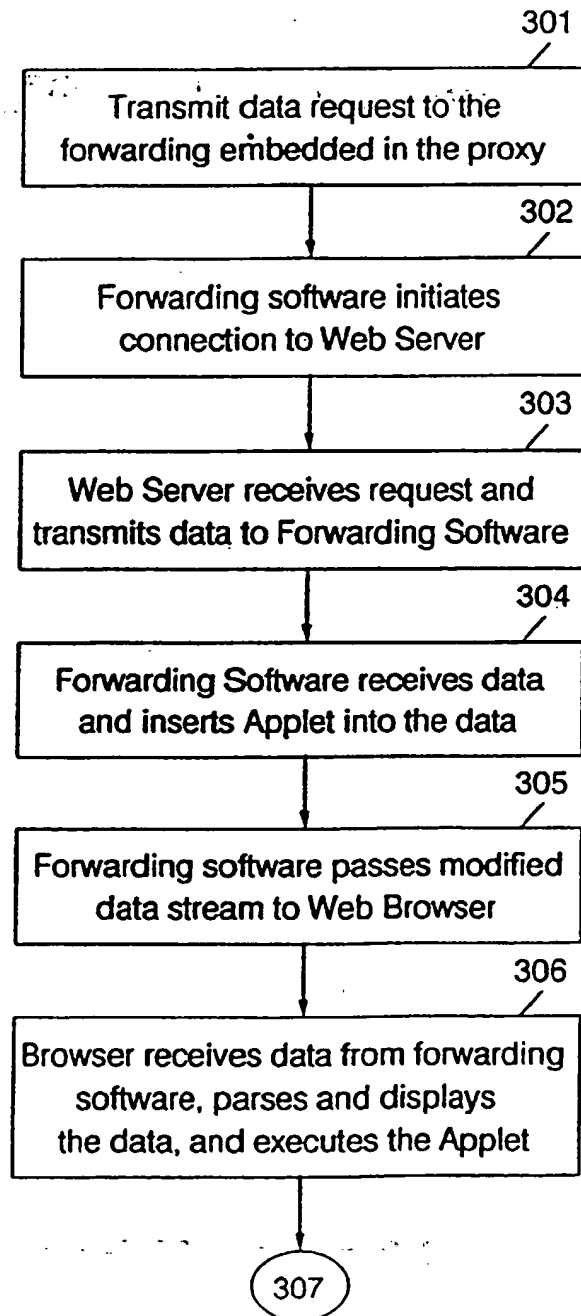 301
Transmit data request to the
forwarding embedded in the proxy
302
Forwarding software initiates
connection to Web Server
303
Web Server receives request and
transmits data to Forwarding Software
304
Forwarding Software receives data
and inserts Applet into the data
305
Forwarding software passes modified
data stream to Web Browser
306
Browser receives data from forwarding
software, parses and displays
the data, and executes the Applet
307